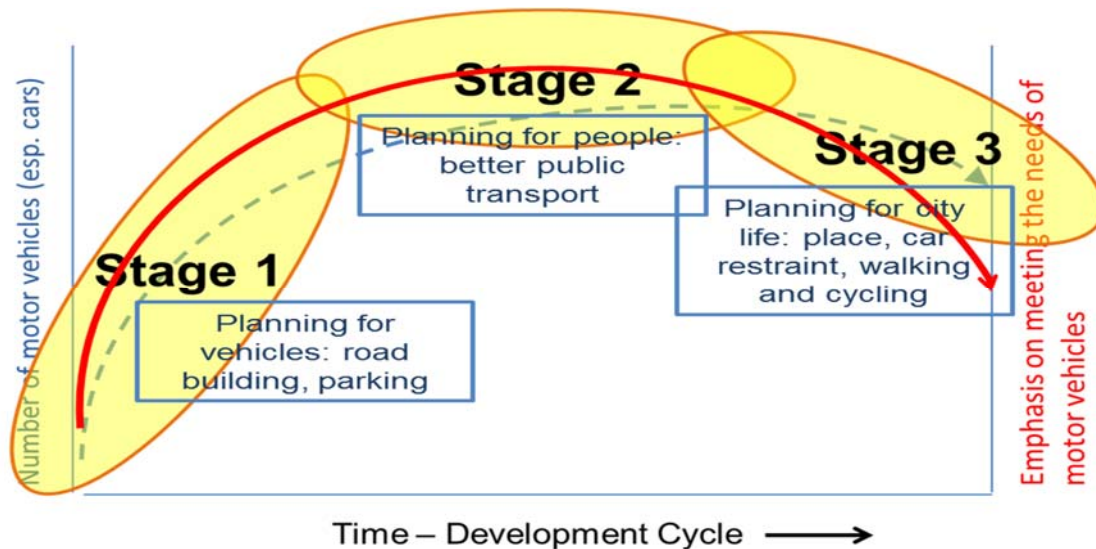 Number of motor vehicles (esp. cars)
Stage 1
Planning for
vehicles: road
building, parking
Stage 2
Planning for people:
better public
transport
Stage 3
Planning for city
life: place, car
restraint, walking
and cycling
Emphasis on meeting the needs of
motor vehicles
Time – Development Cycle